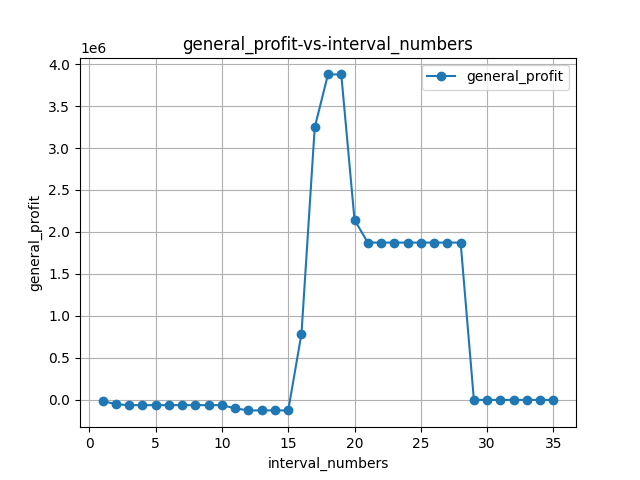 general_profit-vs-interval_numbers
1e6
general_profit
4.0
3.5
3.0
2.5
2.0
1.5
1.0
0.5
0.0
general_profit
0 5 10 15 20 25 30 35
interval_numbers